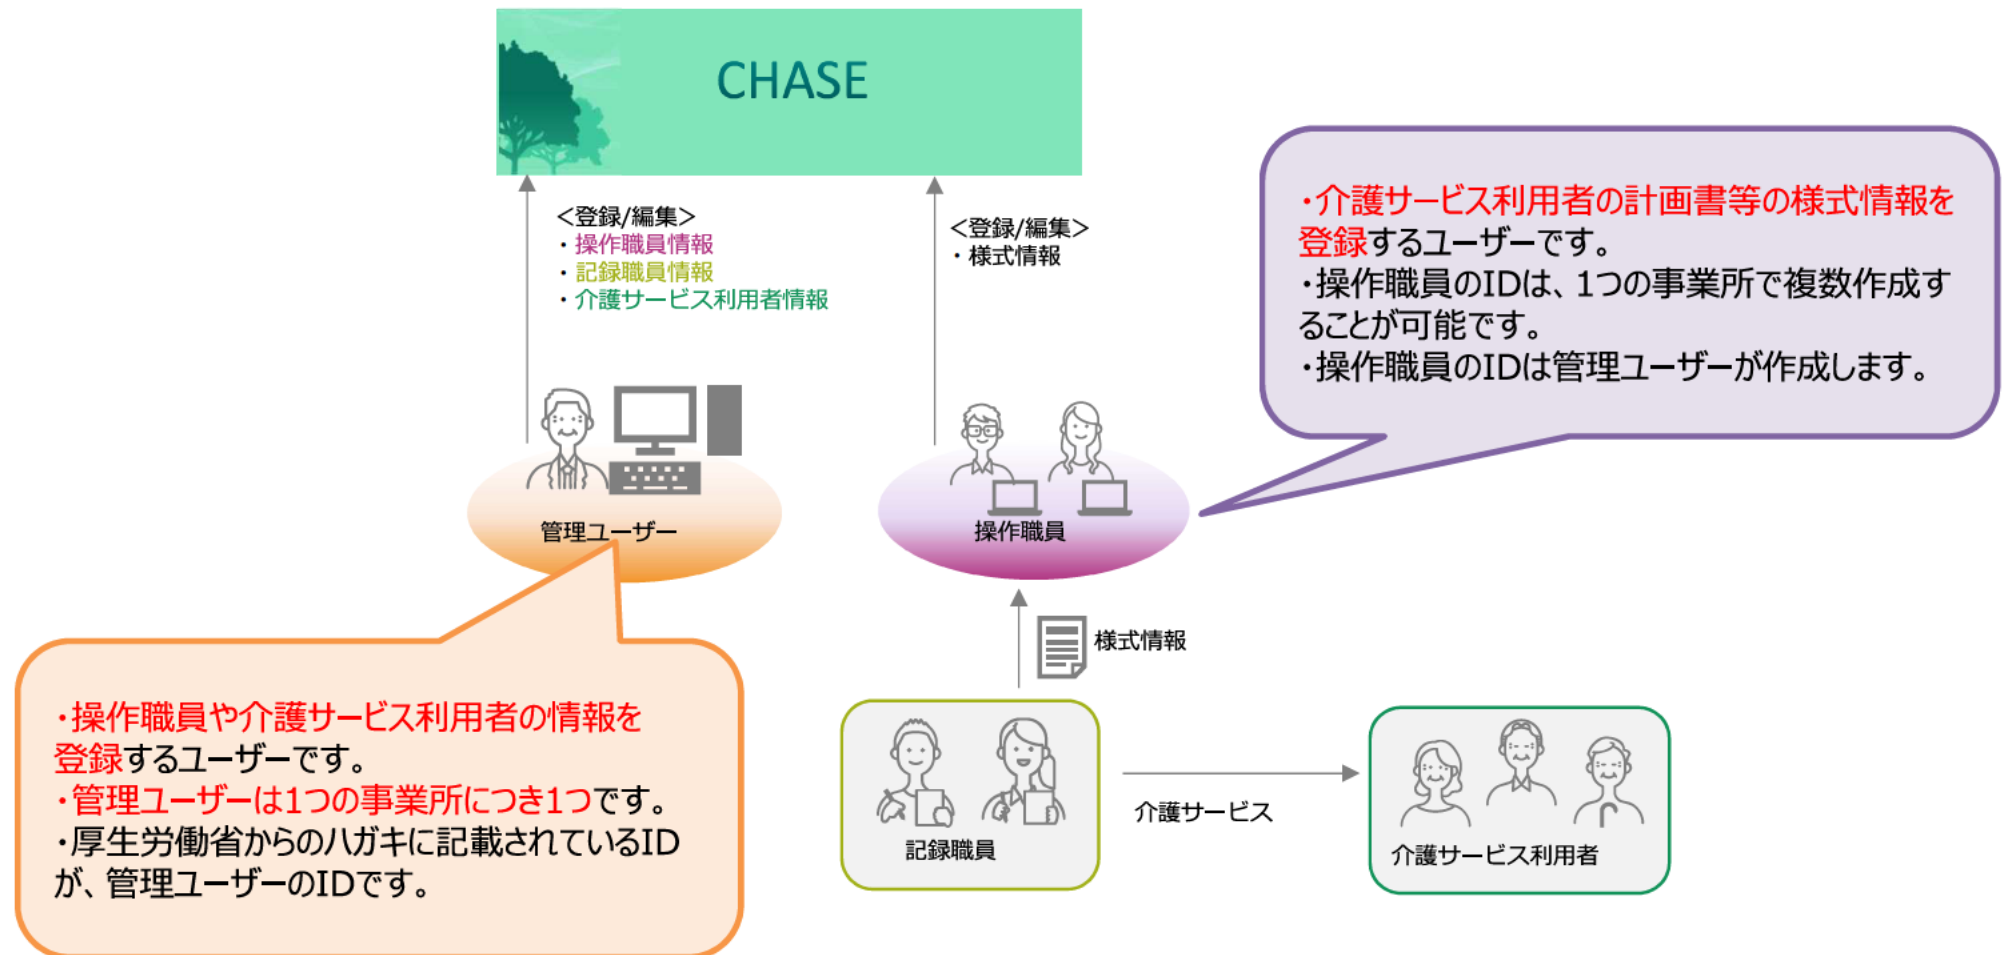 CHASE
＜登録/編集＞
・操作職員情報
・記録職員情報
・介護サービス利用者情報
＜登録/編集＞
・様式情報
・介護サービス利用者の計画書等の様式情報を
登録するユーザーです。
・操作職員のIDは、1つの事業所で複数作成す
ることが可能です。
・操作職員のIDは管理ユーザーが作成します。
管理ユーザー
操作職員
様式情報
・操作職員や介護サービス利用者の情報を
登録するユーザーです。
・管理ユーザーは1つの事業所につき1つです。
・厚生労働省からのハガキに記載されているID
が、管理ユーザーのIDです。
記録職員
介護サービス
介護サービス利用者